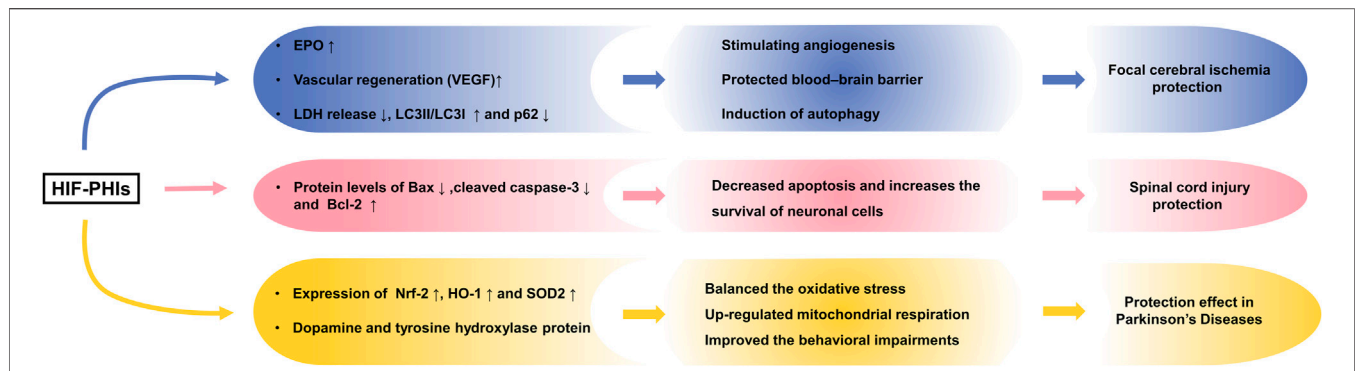 HIF-PHIs
• EPO ↑
• Vascular regeneration (VEGF)↑
• LDH release ↓, LC3II/LC3I ↑ and p62 ↓
Stimulating angiogenesis
Protected blood–brain barrier
Induction of autophagy
Focal cerebral ischemia
protection
• Protein levels of Bax ↓ ,cleaved caspase-3 ↓
and Bcl-2 ↑
Decreased apoptosis and increases the
survival of neuronal cells
Spinal cord injury
protection
• Expression of Nrf-2 ↑, HO-1 ↑ and SOD2 ↑
• Dopamine and tyrosine hydroxylase protein
Balanced the oxidative stress
Up-regulated mitochondrial respiration
Improved the behavioral impairments
Protection effect in
Parkinson's Diseases